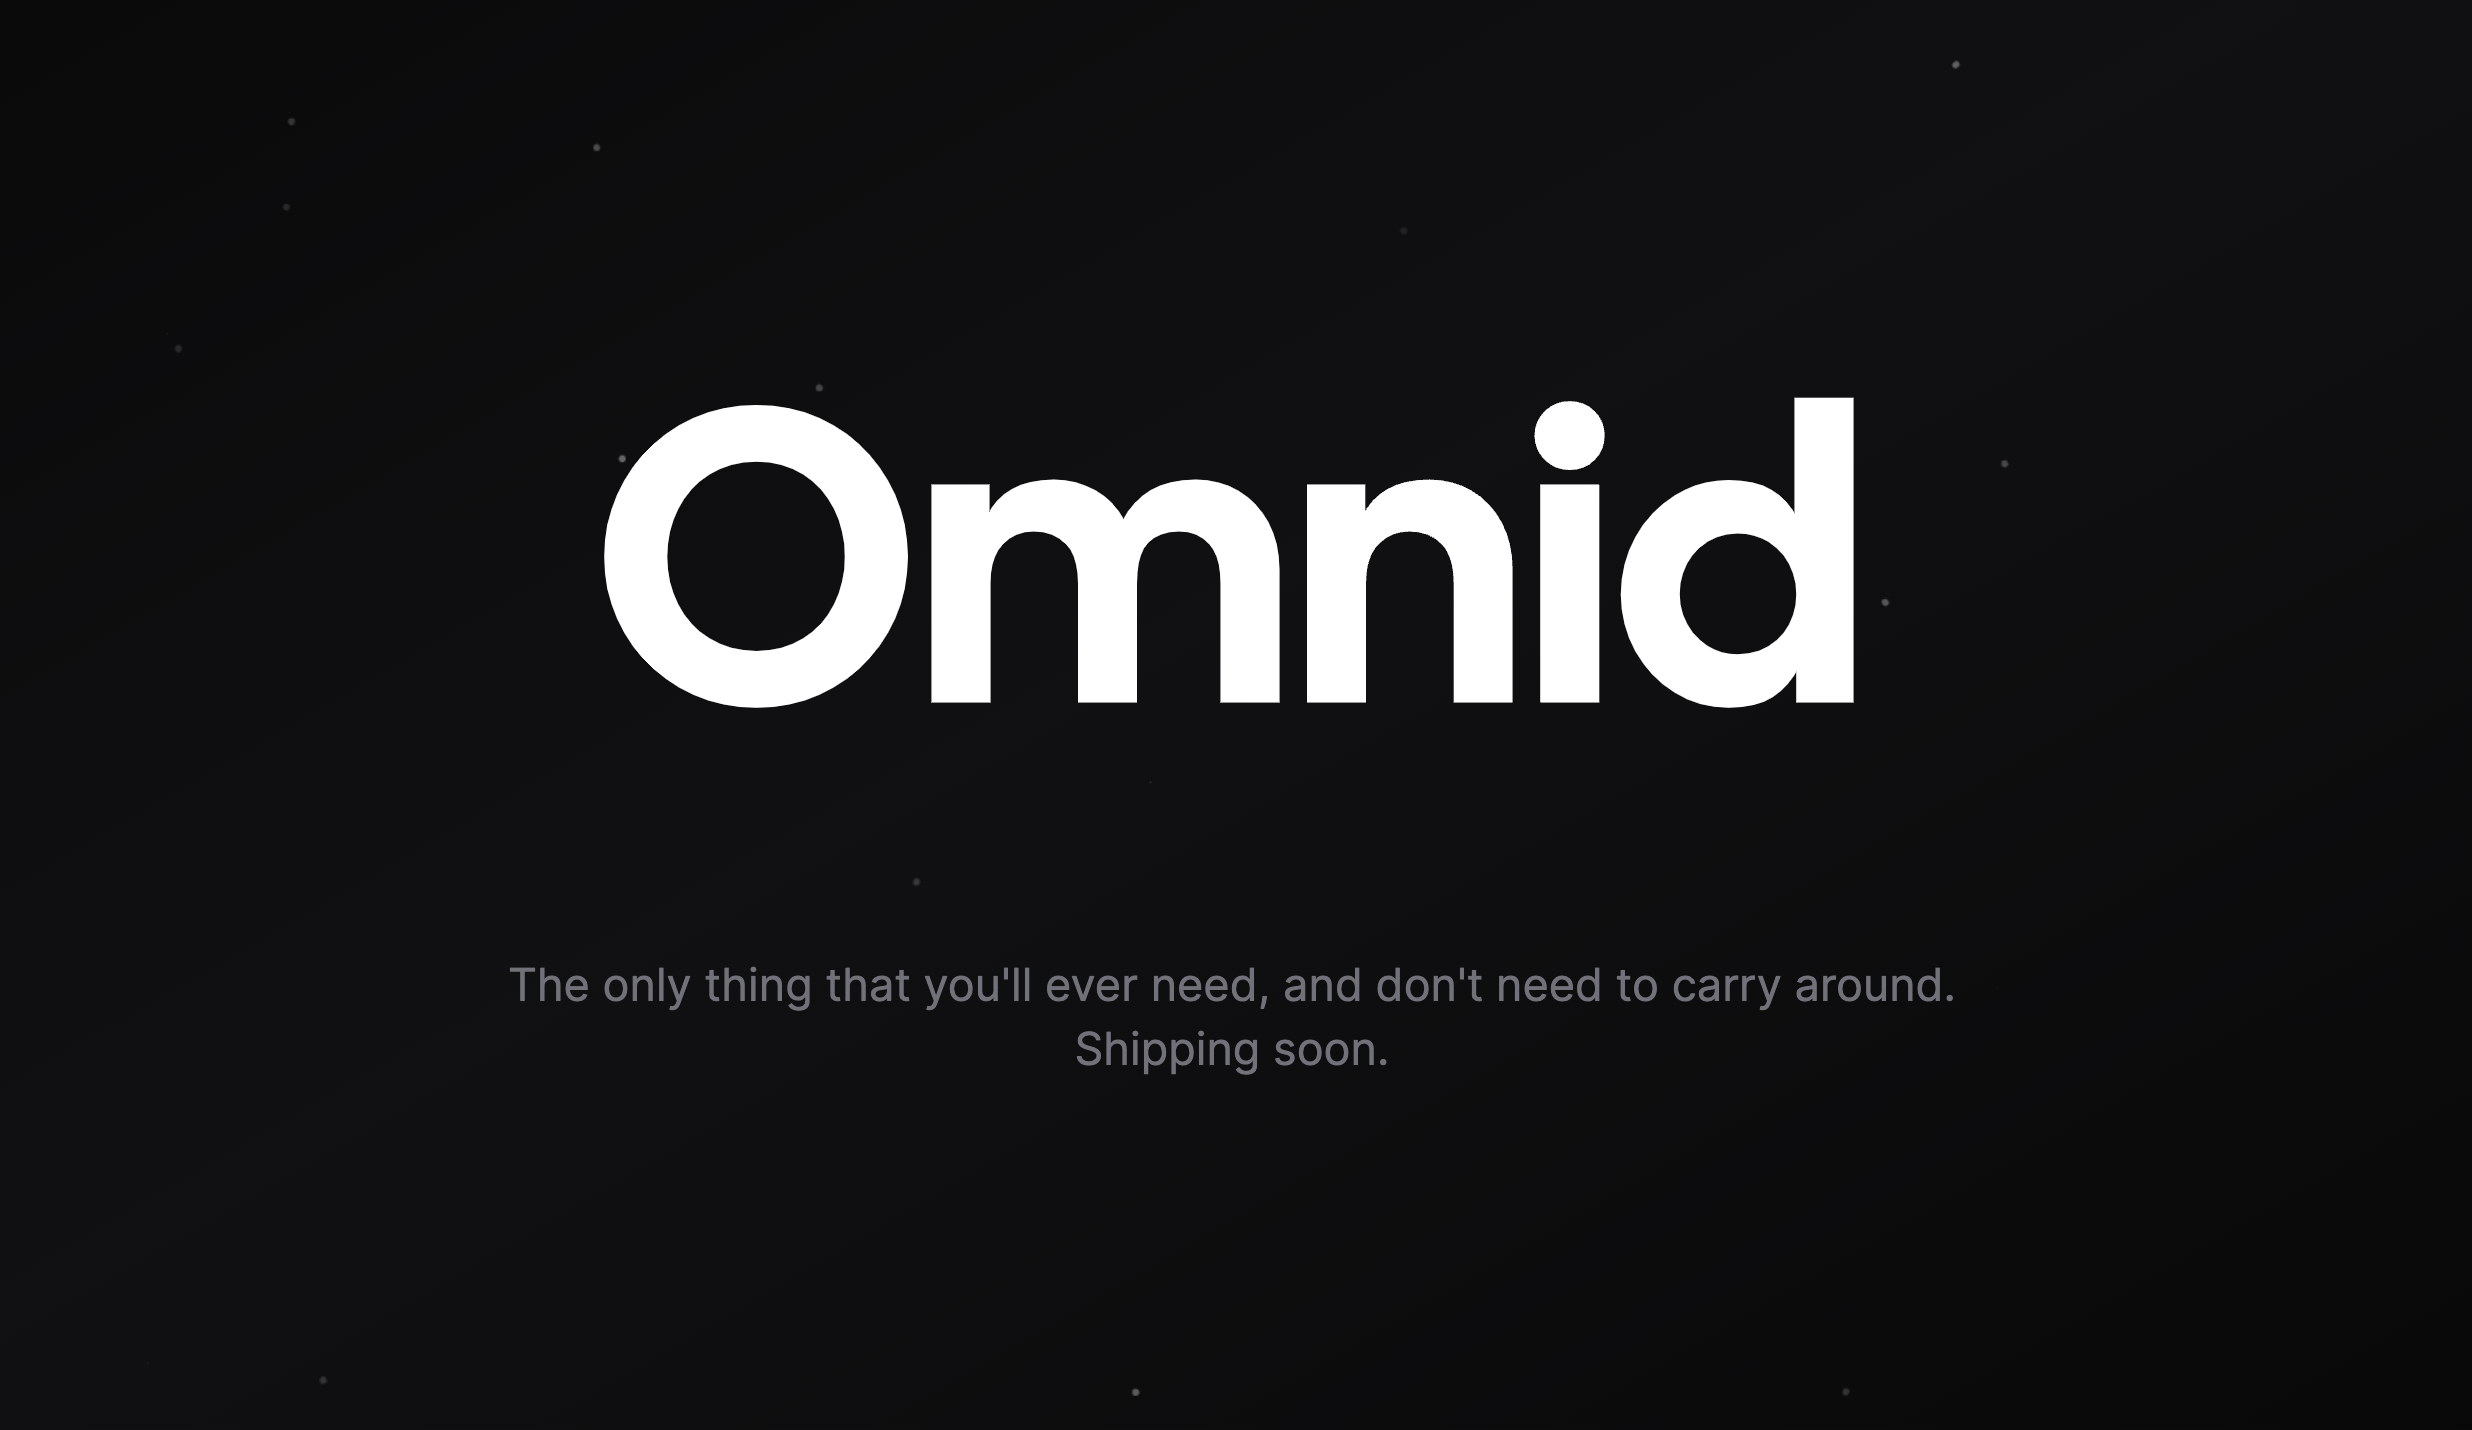 Omnid
The only thing that you'll ever need, and don't need to carry around.
Shipping soon.